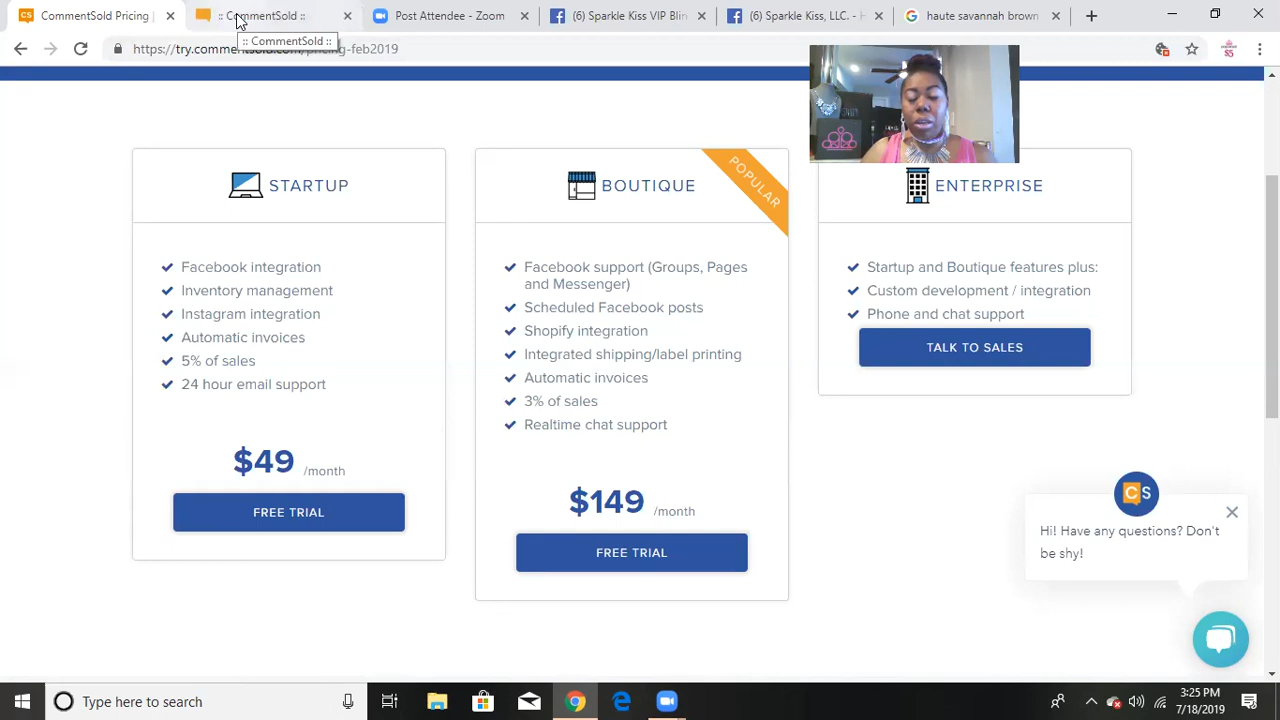 CommentSold Pricing |
:: CommentSold ::
Post Attendee - Zoom
(6) Sparkle Kiss VIP Blin
(6) Sparkle Kiss, LLC. - H
haute savannah brown
:: CommentSold ::
https://try.commentsold.com/pricing-feb2019
STARTUP
Facebook integration
Inventory management
Instagram integration
Automatic invoices
5% of sales
24 hour email support
$49 /month
FREE TRIAL
BOUTIQUE
POPULAR
Facebook support (Groups, Pages
and Messenger)
Scheduled Facebook posts
Shopify integration
Integrated shipping/label printing
Automatic invoices
3% of sales
Realtime chat support
$149 /month
FREE TRIAL
ENTERPRISE
Startup and Boutique features plus:
Custom development / integration
Phone and chat support
TALK TO SALES
CS
Hi! Have any questions? Don't
be shy!
Type here to search
3:25 PM
7/18/2019